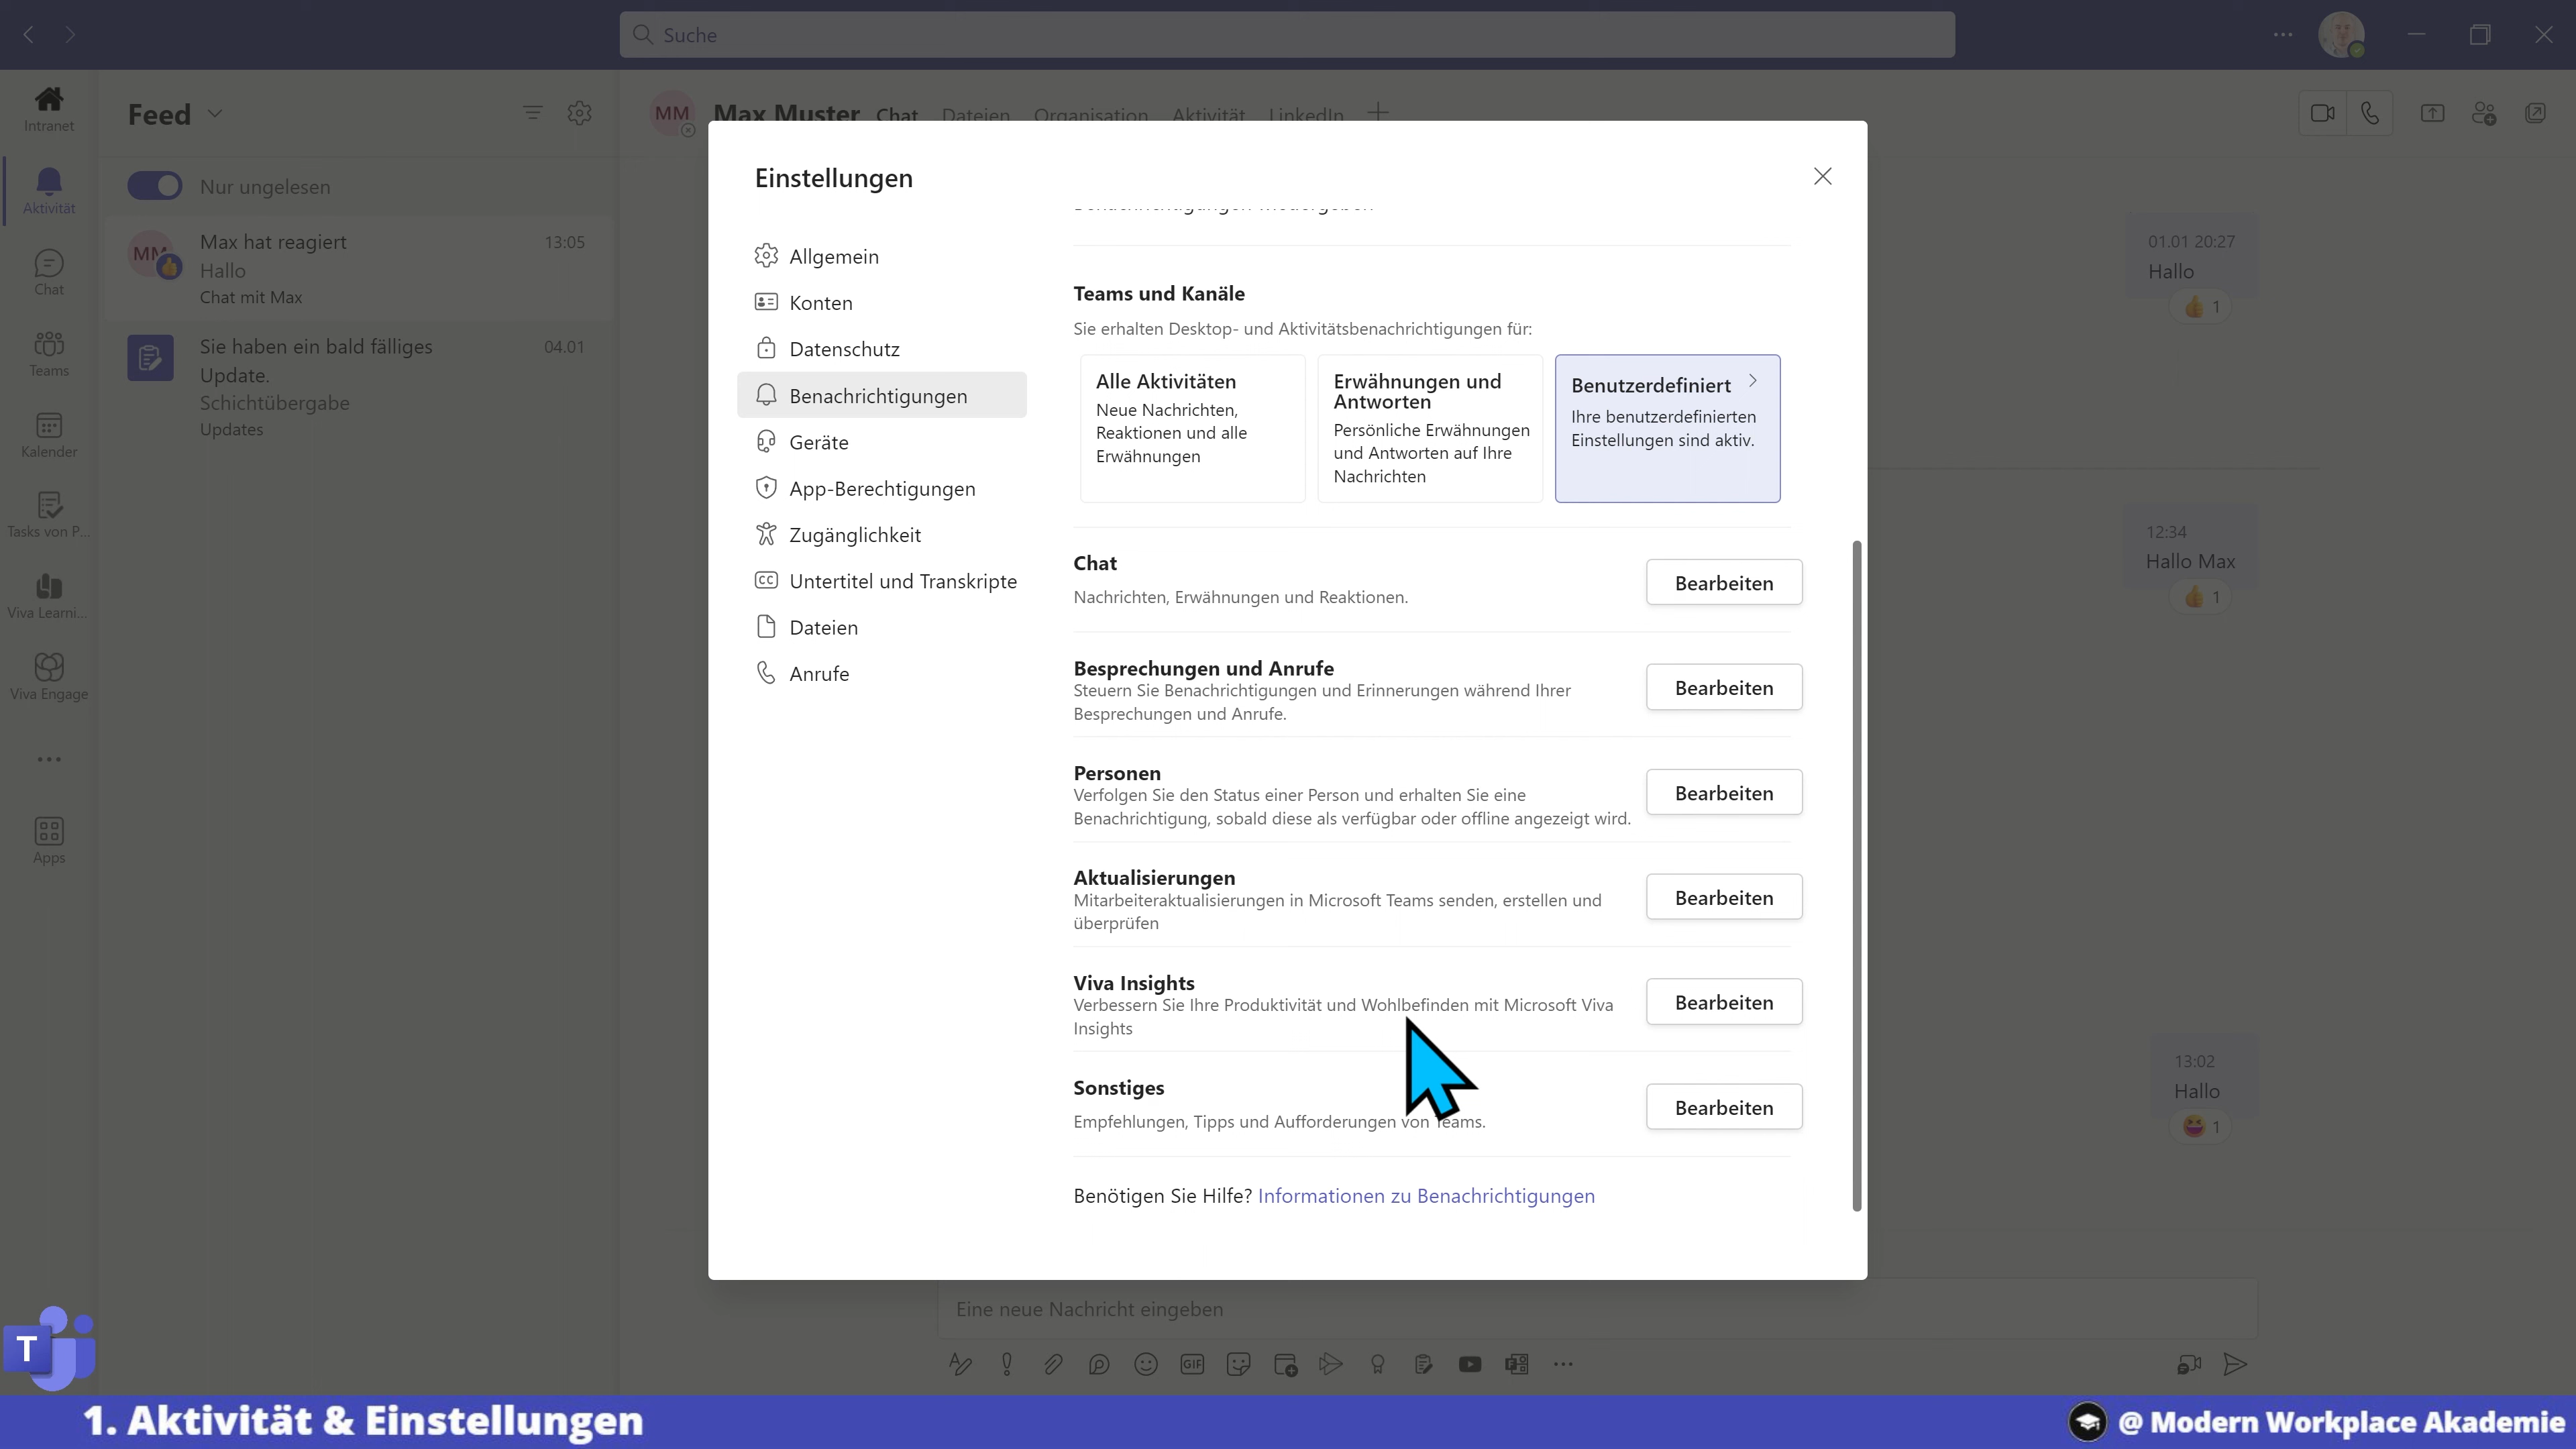 Suche
Intranet
Aktivität
Chat
Teams
Kalender
Tasks von P...
Viva Learni...
Viva Engage
Apps
Feed
Nur ungelesen
MM
Max hat reagiert 13:05
Hallo
Chat mit Max
Sie haben ein bald fälliges 04.01
Update.
Schichtübergabe
Updates
MM Max Muster Chat Dateien Organisation Aktivität LinkedIn
Einstellungen
Allgemein
Konten
Datenschutz
Benachrichtigungen
Geräte
App-Berechtigungen
Zugänglichkeit
CC Untertitel und Transkripte
Dateien
Anrufe
Teams und Kanäle
Sie erhalten Desktop- und Aktivitätsbenachrichtigungen für:
Alle Aktivitäten
Neue Nachrichten,
Reaktionen und alle
Erwähnungen
Erwähnungen und
Antworten
Persönliche Erwähnungen
und Antworten auf Ihre
Nachrichten
Benutzerdefiniert
Ihre benutzerdefinierten
Einstellungen sind aktiv.
Chat
Nachrichten, Erwähnungen und Reaktionen.
Bearbeiten
Besprechungen und Anrufe
Steuern Sie Benachrichtigungen und Erinnerungen während Ihrer
Besprechungen und Anrufe.
Bearbeiten
Personen
Verfolgen Sie den Status einer Person und erhalten Sie eine
Benachrichtigung, sobald diese als verfügbar oder offline angezeigt wird.
Bearbeiten
Aktualisierungen
Mitarbeiteraktualisierungen in Microsoft Teams senden, erstellen und
überprüfen
Bearbeiten
Viva Insights
Verbessern Sie Ihre Produktivität und Wohlbefinden mit Microsoft Viva
Insights
Bearbeiten
Sonstiges
Empfehlungen, Tipps und Aufforderungen von Teams.
Bearbeiten
Benötigen Sie Hilfe? Informationen zu Benachrichtigungen
01.01 20:27
Hallo
1
12:34
Hallo Max
1
13:02
Hallo
1
Eine neue Nachricht eingeben
GIF
T
1. Aktivität & Einstellungen
@ Modern Workplace Akademie